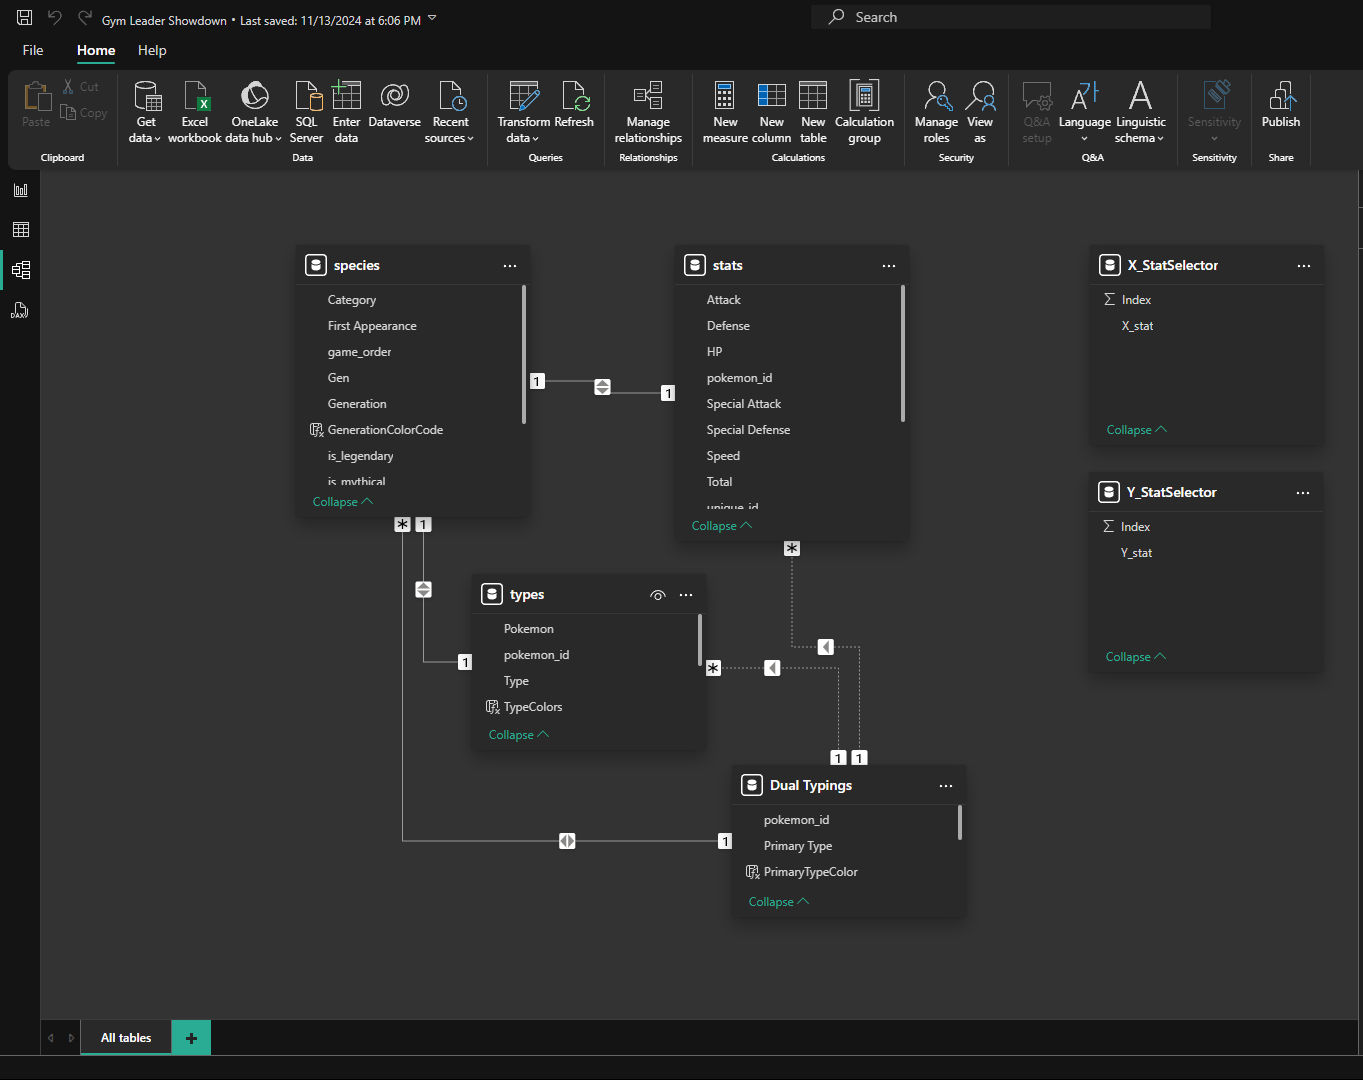 Gym Leader Showdown • Last saved: 11/13/2024 at 6:06 PM
Search
File Home Help
Paste
Cut
Copy
Clipboard
Get data
Excel workbook
OneLake data hub
SQL Server
Enter data
Dataverse
Recent sources
Data
Transform data
Refresh
Queries
Manage relationships
Relationships
New measure
New column
New table
Calculation group
Calculations
Manage roles
View as
Security
Q&A setup
Language
Linguistic schema
Q&A
Sensitivity
Sensitivity
Publish
Share
species
Category
First Appearance
game_order
Gen
Generation
GenerationColorCode
is_legendary
is_mythical
Collapse
stats
Attack
Defense
HP
pokemon_id
Special Attack
Special Defense
Speed
Total
unique_id
Collapse
X_StatSelector
Index
X_stat
Collapse
Y_StatSelector
Index
Y_stat
Collapse
1
1
* 1
*
types
Pokemon
pokemon_id
Type
TypeColors
Collapse
1
*
1 1
Dual Typings
pokemon_id
Primary Type
PrimaryTypeColor
Collapse
1
All tables +
DAX